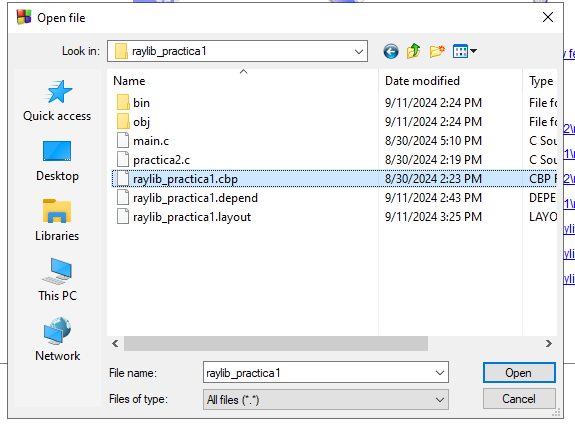 Open file
Look in: raylib_practica1
Name Date modified Type
bin 9/11/2024 2:24 PM File fo
obj 9/11/2024 2:24 PM File fo
main.c 8/30/2024 5:10 PM C Sou
practica2.c 8/30/2024 2:19 PM C Sou
raylib_practica1.cbp 8/30/2024 2:23 PM CBP F
raylib_practica1.depend 9/11/2024 2:43 PM DEPE
raylib_practica1.layout 9/11/2024 3:25 PM LAYO
Quick access
Desktop
Libraries
This PC
Network
File name: raylib_practica1 Open
Files of type: All files (*.*) Cancel